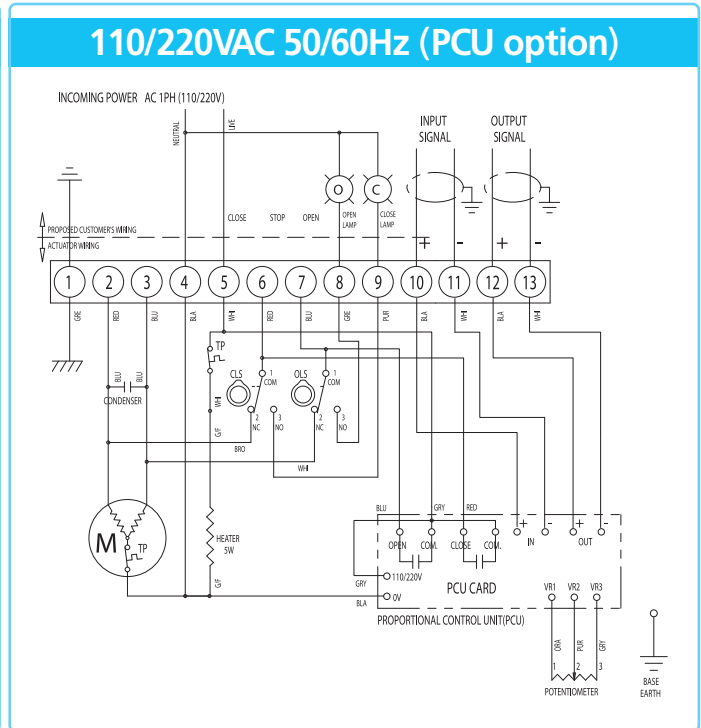 110/220VAC 50/60Hz (PCU option)
INCOMING POWER AC 1PH (110/220V)
NEUTRAL
LIVE
INPUT
SIGNAL
OUTPUT
SIGNAL
O
C
CLOSE STOP OPEN
OPEN
LAMP
CLOSE
LAMP
PROPOSED CUSTOMER'S WIRING
ACTUATOR WIRING
+ - + -
1 2 3 4 5 6 7 8 9 10 11 12 13
GRE RED BLU BLA WHI RED BLU GRE PUR BLA WHI BLA WHI
TP
BLU BLU
CONDENSER
WHI
G/F
CLS
1
COM
OLS
1
COM
2
NC
3
NO
2
NC
3
NO
BRO
WHI
M
TP
HEATER
5W
G/F
BLU GRY RED
+ - + -
OPEN COM. CLOSE COM. IN OUT
GRY
110/220V
PCU CARD
BLA
0V
VR1 VR2 VR3
PROPORTIONAL CONTROL UNIT(PCU)
ORA PUR GRY
1 2 3
POTENTIOMETER
BASE
EARTH